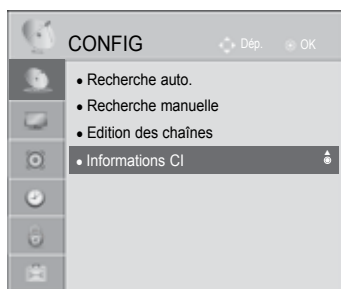 CONFIG Dép. OK
• Recherche auto.
• Recherche manuelle
• Edition des chaînes
• Informations CI